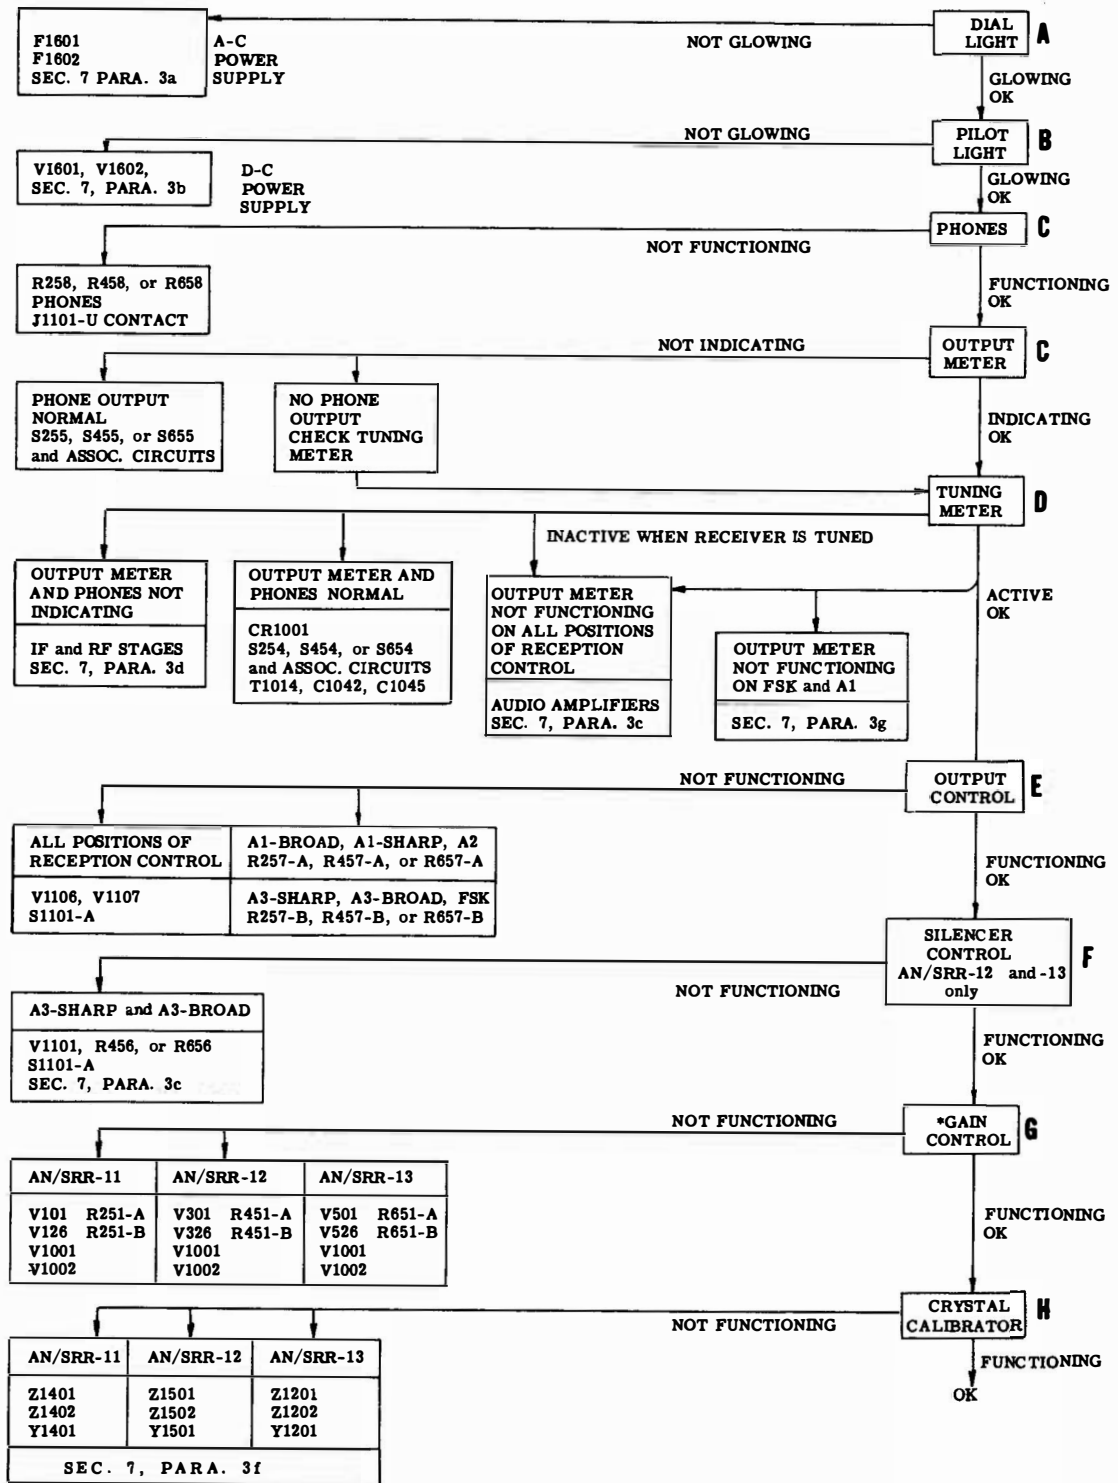 F1601
F1602
SEC. 7 PARA. 3a
A-C
POWER
SUPPLY
NOT GLOWING
DIAL
LIGHT
A
GLOWING
OK
NOT GLOWING
PILOT
LIGHT
B
V1601, V1602,
SEC. 7, PARA. 3b
D-C
POWER
SUPPLY
GLOWING
OK
NOT FUNCTIONING
PHONES
C
R258, R458, or R658
PHONES
J1101-U CONTACT
FUNCTIONING
OK
NOT INDICATING
OUTPUT
METER
C
PHONE OUTPUT
NORMAL
S255, S455, or S655
and ASSOC. CIRCUITS
NO PHONE
OUTPUT
CHECK TUNING
METER
INDICATING
OK
TUNING
METER
D
INACTIVE WHEN RECEIVER IS TUNED
OUTPUT METER
AND PHONES NOT
INDICATING
IF and RF STAGES
SEC. 7, PARA. 3d
OUTPUT METER AND
PHONES NORMAL
CR1001
S254, S454, or S654
and ASSOC. CIRCUITS
T1014, C1042, C1045
OUTPUT METER
NOT FUNCTIONING
ON ALL POSITIONS
OF RECEPTION
CONTROL
AUDIO AMPLIFIERS
SEC. 7, PARA. 3c
OUTPUT METER
NOT FUNCTIONING
ON FSK and A1
SEC. 7, PARA. 3g
ACTIVE
OK
NOT FUNCTIONING
OUTPUT
CONTROL
E
ALL POSITIONS OF
RECEPTION CONTROL
V1106, V1107
S1101-A
A1-BROAD, A1-SHARP, A2
R257-A, R457-A, or R657-A
A3-SHARP, A3-BROAD, FSK
R257-B, R457-B, or R657-B
FUNCTIONING
OK
SILENCER
CONTROL
AN/SRR-12 and -13
only
F
NOT FUNCTIONING
A3-SHARP and A3-BROAD
V1101, R456, or R656
S1101-A
SEC. 7, PARA. 3c
FUNCTIONING
OK
NOT FUNCTIONING
*GAIN
CONTROL
G
AN/SRR-11 AN/SRR-12 AN/SRR-13
V101 R251-A V301 R451-A V501 R651-A
V126 R251-B V326 R451-B V526 R651-B
V1001 V1001 V1001
V1002 V1002 V1002
FUNCTIONING
OK
NOT FUNCTIONING
CRYSTAL
CALIBRATOR
H
AN/SRR-11 AN/SRR-12 AN/SRR-13
Z1401 Z1501 Z1201
Z1402 Z1502 Z1202
Y1401 Y1501 Y1201
SEC. 7, PARA. 3f
FUNCTIONING
OK